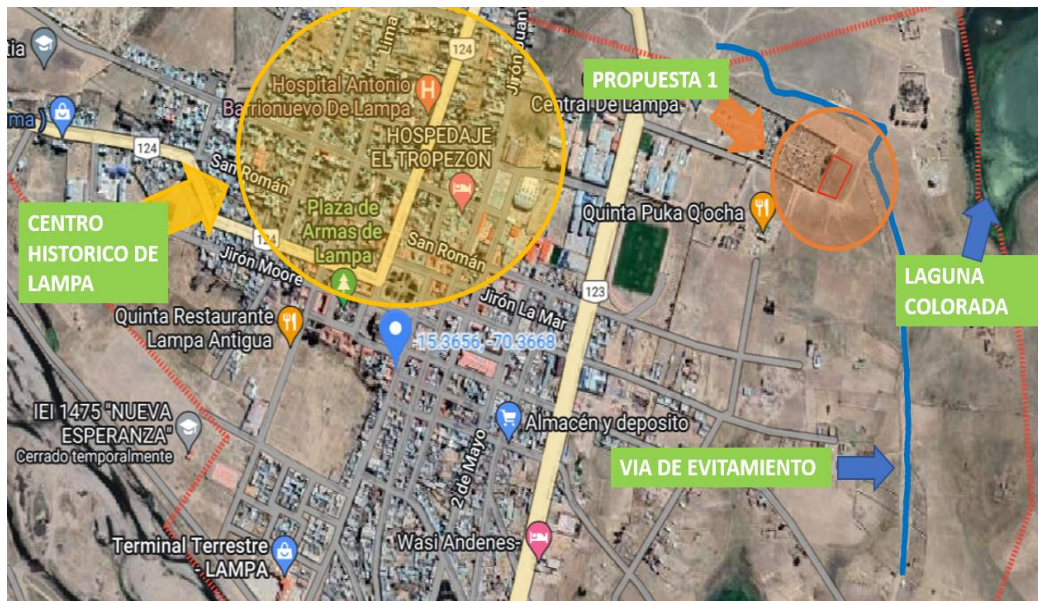 tia
ma)
124
Lima
124
Jirón
uan
Hospital Antonio
Barrionuevo De Lampa
HOSPEDAJE
EL TROPEZON
Central De Lampa
PROPUESTA 1
San Román
CENTRO
HISTORICO DE
LAMPA
124
Plaza de
Armas de
Lampa
San Román
Quinta Puka Q'ocha
Jirón Moore
123
LAGUNA
COLORADA
Jirón La Mar
Quinta Restaurante
Lampa Antigua
-15.3656, -70.3668
IEI 1475 "NUEVA
ESPERANZA"
Cerrado temporalmente
Almacén y deposito
2 de Mayo
VIA DE EVITAMIENTO
Terminal Terrestre
- LAMPA
Wasi Andenes-